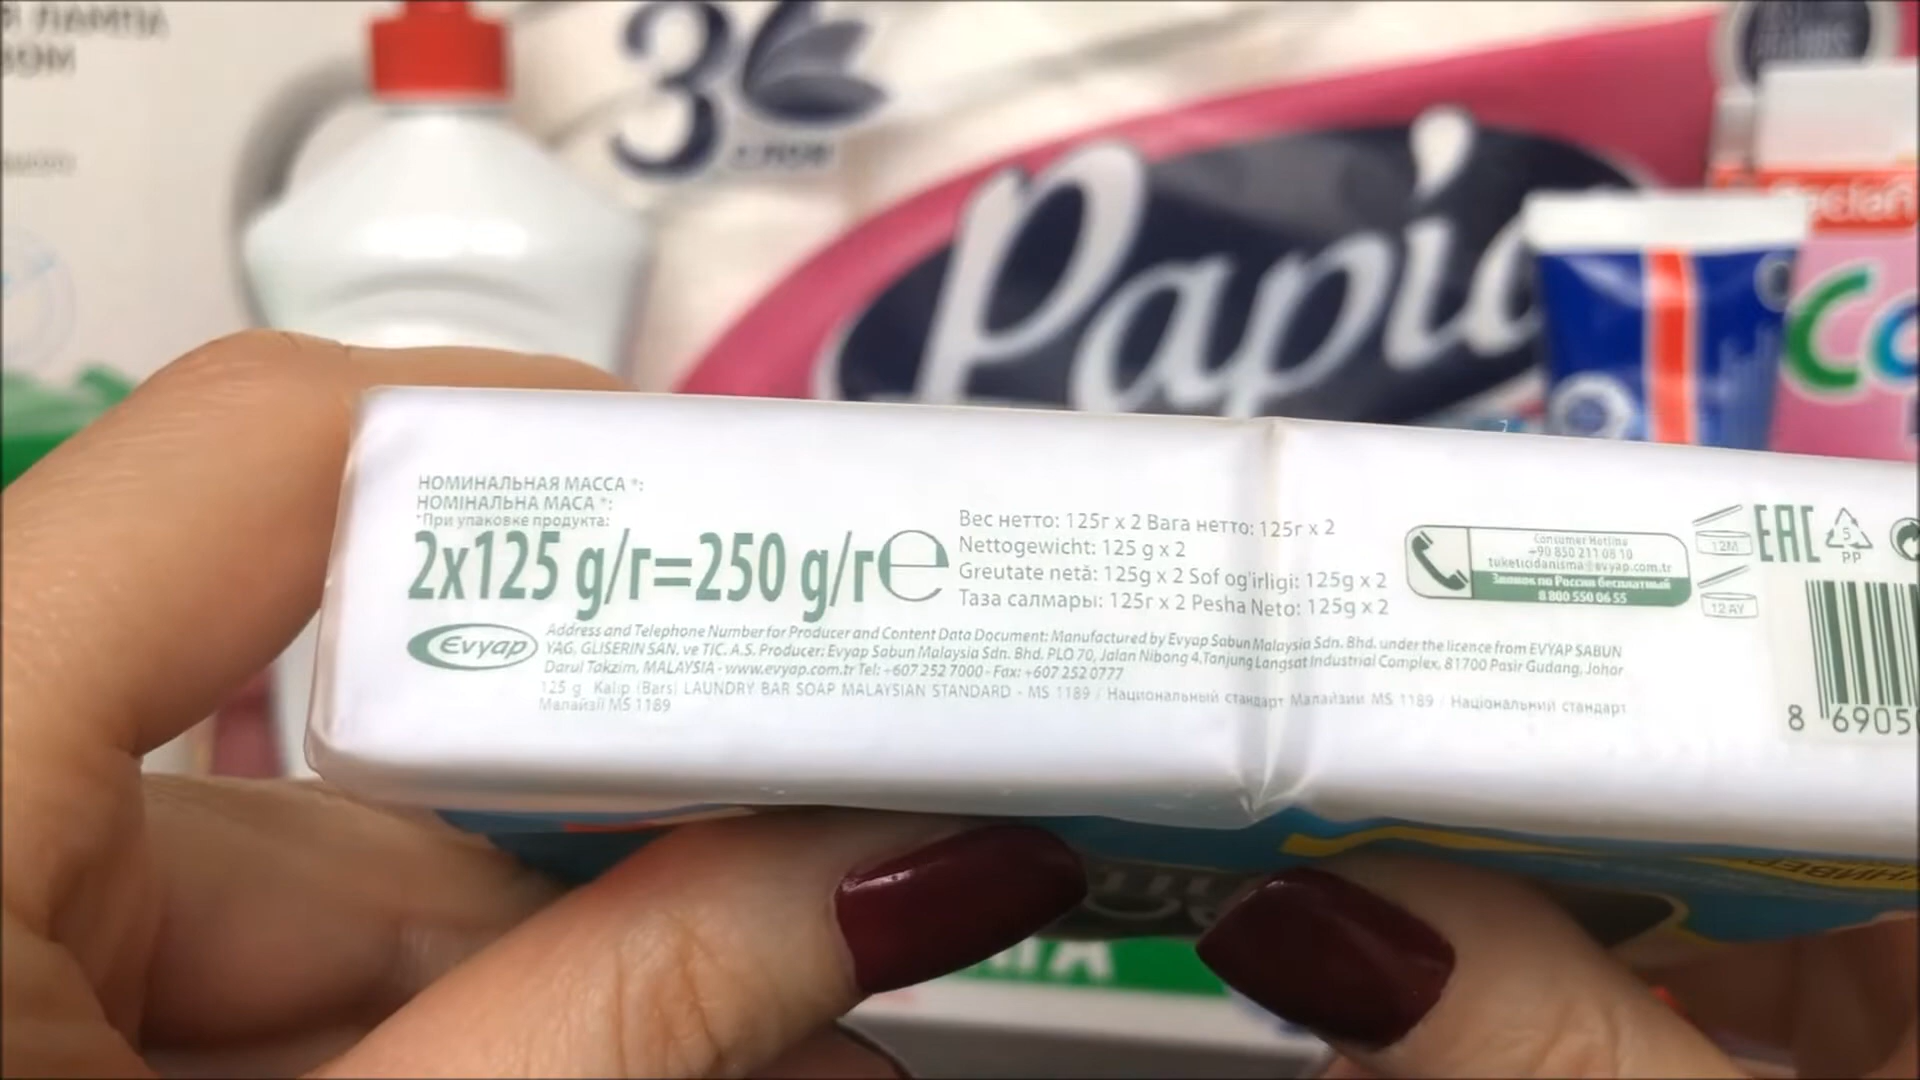 ЛАМПА
3
СЛОЯ
Papia
НОМИНАЛЬНАЯ МАССА *:
НОМІНАЛЬНА МАСА *:
*При упаковке продукта:
2x125 g/г=250 g/г℮
Вес нетто: 125г x 2 Вага нетто: 125г x 2
Nettogewicht: 125 g x 2
Greutate netă: 125g x 2 Sof og'irligi: 125g x 2
Таза салмары: 125г x 2 Pesha Neto: 125g x 2
Consumer Hotline
+90 850 211 08 10
tuketicidanisma@evyap.com.tr
Звонок по России бесплатный
8 800 550 06 55
12M
12 AY
EAC
5
PP
Evyap
Address and Telephone Number for Producer and Content Data Document: Manufactured by Evyap Sabun Malaysia Sdn. Bhd. under the licence from EVYAP SABUN
YAG, GLISERIN SAN, ve TIC. A.S. Producer: Evyap Sabun Malaysia Sdn. Bhd. PLO 70, Jalan Nibong 4,Tanjung Langsat Industrial Complex, 81700 Pasir Gudang, Johor
Darul Takzim, MALAYSIA - www.evyap.com.tr Tel: +607 252 7000 - Fax: +607 252 0777
125 g Kalıp (Bars) LAUNDRY BAR SOAP MALAYSIAN STANDARD - MS 1189 / Национальный стандарт Малайзии MS 1189 / Національний стандарт
Малайзії MS 1189
8 6905